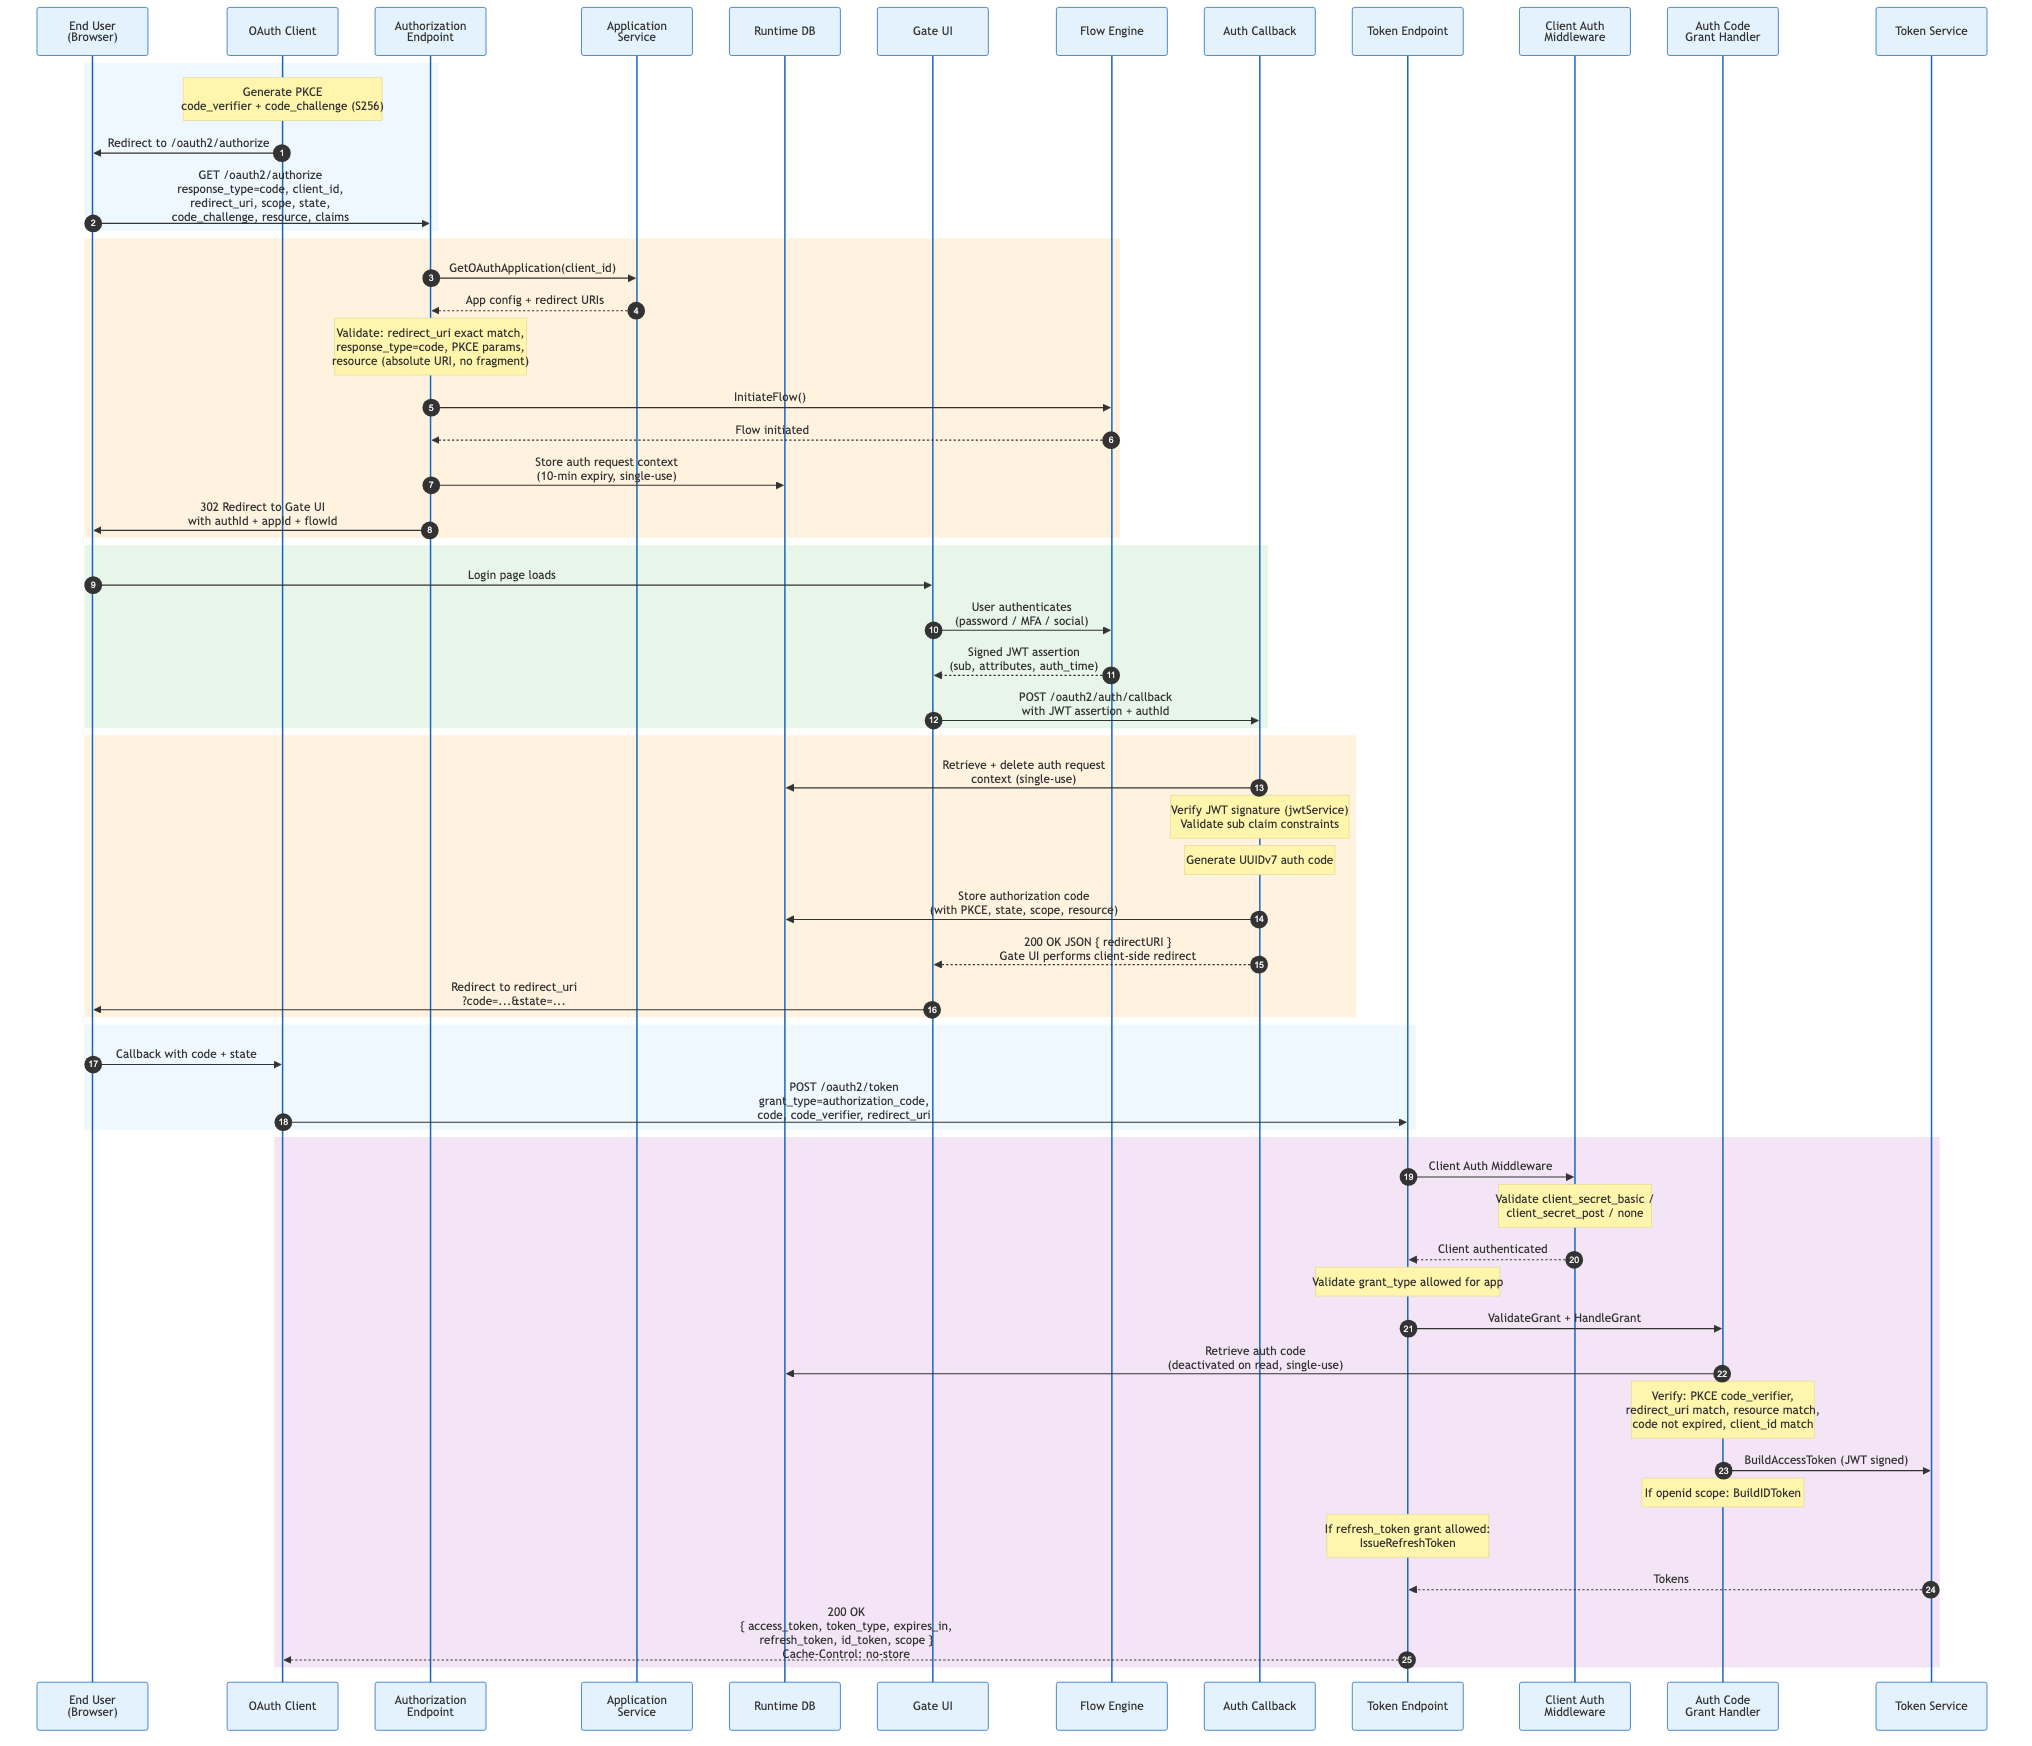 End User
(Browser)
OAuth Client
Authorization
Endpoint
Application
Service
Runtime DB
Gate UI
Flow Engine
Auth Callback
Token Endpoint
Client Auth
Middleware
Auth Code
Grant Handler
Token Service
Generate PKCE
code_verifier + code_challenge (S256)
Redirect to /oauth2/authorize
1
GET /oauth2/authorize
response_type=code, client_id,
redirect_uri, scope, state,
code_challenge, resource, claims
2
3
GetOAuthApplication(client_id)
App config + redirect URIs
4
Validate: redirect_uri exact match,
response_type=code, PKCE params,
resource (absolute URI, no fragment)
5
InitiateFlow()
Flow initiated
6
Store auth request context
(10-min expiry, single-use)
7
302 Redirect to Gate UI
with authId + appId + flowId
8
9
Login page loads
User authenticates
(password / MFA / social)
10
Signed JWT assertion
(sub, attributes, auth_time)
11
POST /oauth2/auth/callback
with JWT assertion + authId
12
Retrieve + delete auth request
context (single-use)
13
Verify JWT signature (jwtService)
Validate sub claim constraints
Generate UUIDv7 auth code
Store authorization code
(with PKCE, state, scope, resource)
14
200 OK JSON { redirectURI }
Gate UI performs client-side redirect
15
Redirect to redirect_uri
?code=...&state=...
16
17
Callback with code + state
POST /oauth2/token
grant_type=authorization_code,
code, code_verifier, redirect_uri
18
19
Client Auth Middleware
Validate client_secret_basic /
client_secret_post / none
Client authenticated
20
Validate grant_type allowed for app
21
ValidateGrant + HandleGrant
Retrieve auth code
(deactivated on read, single-use)
22
Verify: PKCE code_verifier,
redirect_uri match, resource match,
code not expired, client_id match
23
BuildAccessToken (JWT signed)
If openid scope: BuildIDToken
If refresh_token grant allowed:
IssueRefreshToken
Tokens
24
200 OK
{ access_token, token_type, expires_in,
refresh_token, id_token, scope }
Cache-Control: no-store
25
End User
(Browser)
OAuth Client
Authorization
Endpoint
Application
Service
Runtime DB
Gate UI
Flow Engine
Auth Callback
Token Endpoint
Client Auth
Middleware
Auth Code
Grant Handler
Token Service